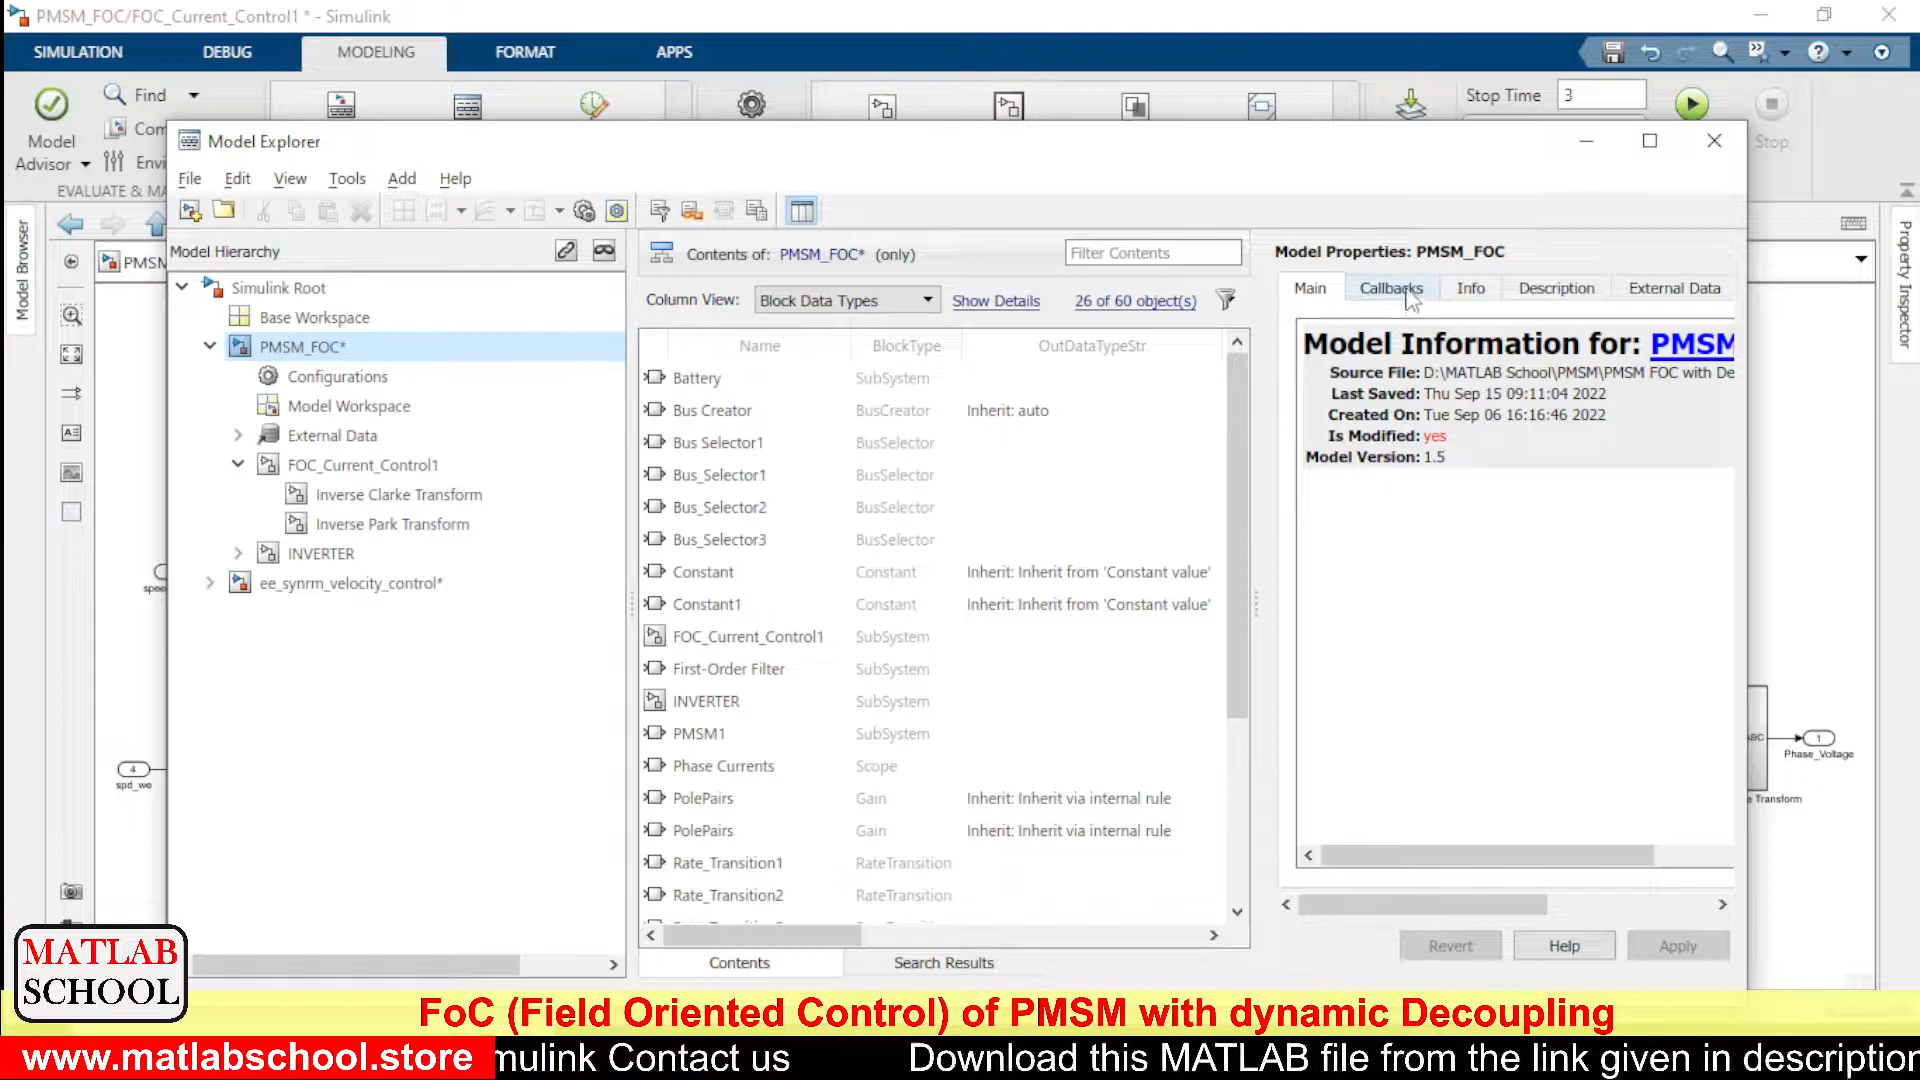 PMSM_FOC/FOC_Current_Control1 * - Simulink
SIMULATION DEBUG MODELING FORMAT APPS
Find
Com
Envi
Model
Advisor
EVALUATE & MA
Stop Time 3
Stop
Model Browser
Property Inspector
PMSM
Model Explorer
File Edit View Tools Add Help
Model Hierarchy
Simulink Root
Base Workspace
PMSM_FOC*
Configurations
Model Workspace
External Data
FOC_Current_Control1
Inverse Clarke Transform
Inverse Park Transform
INVERTER
ee_synrm_velocity_control*
Contents of: PMSM_FOC* (only) Filter Contents
Column View: Block Data Types Show Details 26 of 60 object(s)
Name BlockType OutDataTypeStr
Battery SubSystem
Bus Creator BusCreator Inherit: auto
Bus Selector1 BusSelector
Bus_Selector1 BusSelector
Bus_Selector2 BusSelector
Bus_Selector3 BusSelector
Constant Constant Inherit: Inherit from 'Constant value'
Constant1 Constant Inherit: Inherit from 'Constant value'
FOC_Current_Control1 SubSystem
First-Order Filter SubSystem
INVERTER SubSystem
PMSM1 SubSystem
Phase Currents Scope
PolePairs Gain Inherit: Inherit via internal rule
PolePairs Gain Inherit: Inherit via internal rule
Rate_Transition1 RateTransition
Rate_Transition2 RateTransition
Contents Search Results
Model Properties: PMSM_FOC
Main Callbacks Info Description External Data
Model Information for: PMSM
Source File: D:\MATLAB School\PMSM\PMSM FOC with De
Last Saved: Thu Sep 15 09:11:04 2022
Created On: Tue Sep 06 16:16:46 2022
Is Modified: yes
Model Version: 1.5
Revert Help Apply
spee
4
spd_we
BC
1
Phase_Voltage
e Transform
MATLAB
SCHOOL
FoC (Field Oriented Control) of PMSM with dynamic Decoupling
www.matlabschool.store mulink Contact us Download this MATLAB file from the link given in description